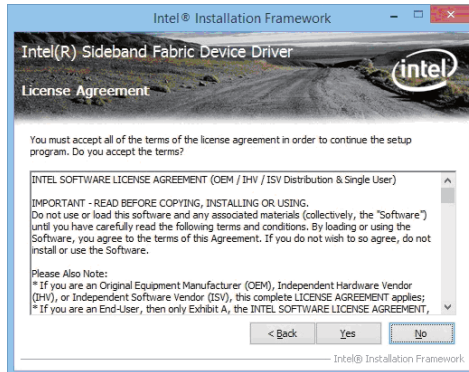 Intel® Installation Framework
Intel(R) Sideband Fabric Device Driver
intel
License Agreement
You must accept all of the terms of the license agreement in order to continue the setup
program. Do you accept the terms?
INTEL SOFTWARE LICENSE AGREEMENT (OEM / IHV / ISV Distribution & Single User)
IMPORTANT - READ BEFORE COPYING, INSTALLING OR USING.
Do not use or load this software and any associated materials (collectively, the "Software")
until you have carefully read the following terms and conditions. By loading or using the
Software, you agree to the terms of this Agreement. If you do not wish to so agree, do not
install or use the Software.
Please Also Note:
* If you are an Original Equipment Manufacturer (OEM), Independent Hardware Vendor
(IHV), or Independent Software Vendor (ISV), this complete LICENSE AGREEMENT applies;
* If you are an End-User, then only Exhibit A, the INTEL SOFTWARE LICENSE AGREEMENT,
< Back Yes No
Intel® Installation Framework